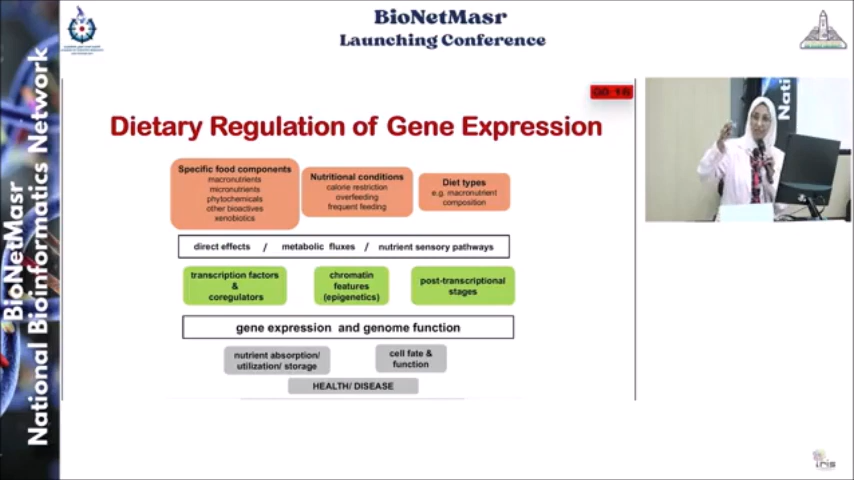 BioNetMasr
Launching Conference
BioNetMasr
National Bioinformatics Network
Dietary Regulation of Gene Expression
Specific food components
macronutrients
micronutrients
phytochemicals
other bioactives
xenobiotics
Nutritional conditions
calorie restriction
overfeeding
frequent feeding
Diet types
e.g. macronutrient
composition
direct effects / metabolic fluxes / nutrient sensory pathways
transcription factors
&
coregulators
chromatin
features
(epigenetics)
post-transcriptional
stages
gene expression and genome function
nutrient absorption/
utilization/ storage
cell fate &
function
HEALTH/ DISEASE
Nati
iris